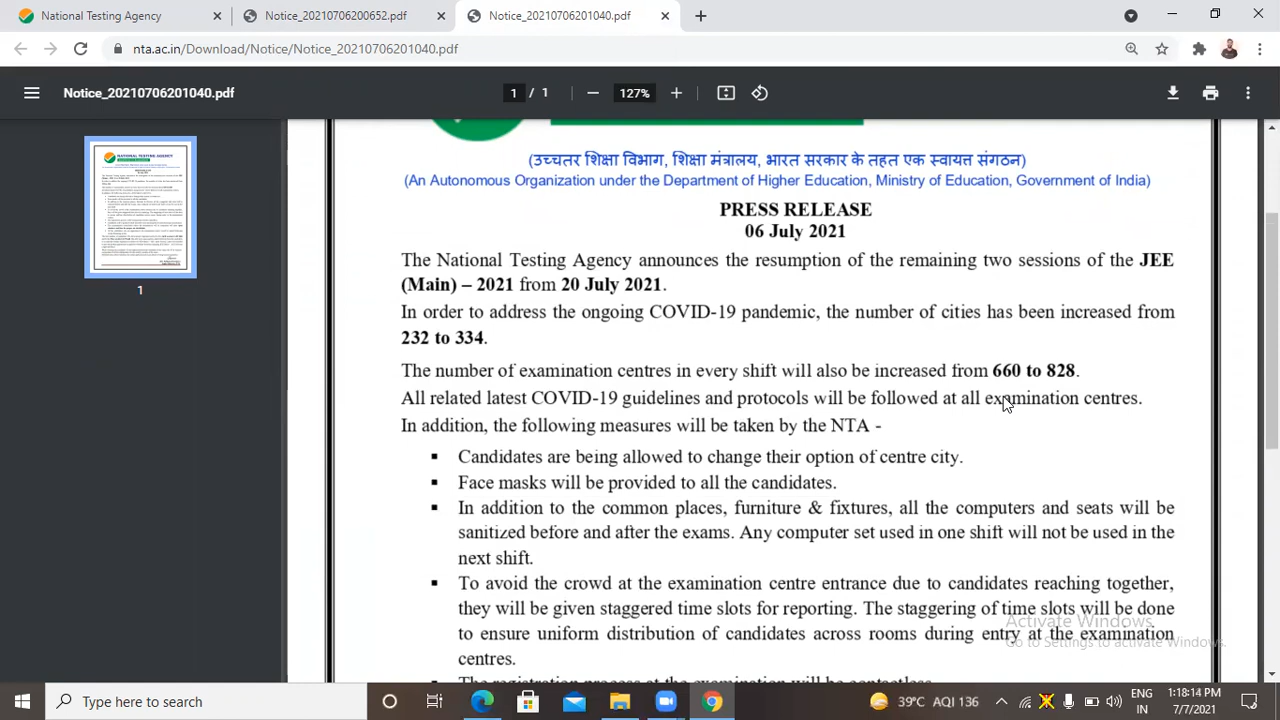 National Testing Agency
Notice_20210706200652.pdf
Notice_20210706201040.pdf
nta.ac.in/Download/Notice/Notice_20210706201040.pdf
Notice_20210706201040.pdf
1 / 1
127%
1
(उच्चतर शिक्षा विभाग, शिक्षा मंत्रालय, भारत सरकार के तहत एक स्वायत्त संगठन)
(An Autonomous Organization under the Department of Higher Education, Ministry of Education, Government of India)
PRESS RELEASE
06 July 2021
The National Testing Agency announces the resumption of the remaining two sessions of the JEE
(Main) – 2021 from 20 July 2021.
In order to address the ongoing COVID-19 pandemic, the number of cities has been increased from
232 to 334.
The number of examination centres in every shift will also be increased from 660 to 828.
All related latest COVID-19 guidelines and protocols will be followed at all examination centres.
In addition, the following measures will be taken by the NTA -
▪ Candidates are being allowed to change their option of centre city.
▪ Face masks will be provided to all the candidates.
▪ In addition to the common places, furniture & fixtures, all the computers and seats will be
sanitized before and after the exams. Any computer set used in one shift will not be used in the
next shift.
▪ To avoid the crowd at the examination centre entrance due to candidates reaching together,
they will be given staggered time slots for reporting. The staggering of time slots will be done
to ensure uniform distribution of candidates across rooms during entry at the examination
centres.
The registration process at the examination will be contactless
Activate Windows
Go to Settings to activate Windows.
Type here to search
39°C AQI 136
ENG
IN
1:18:14 PM
7/7/2021